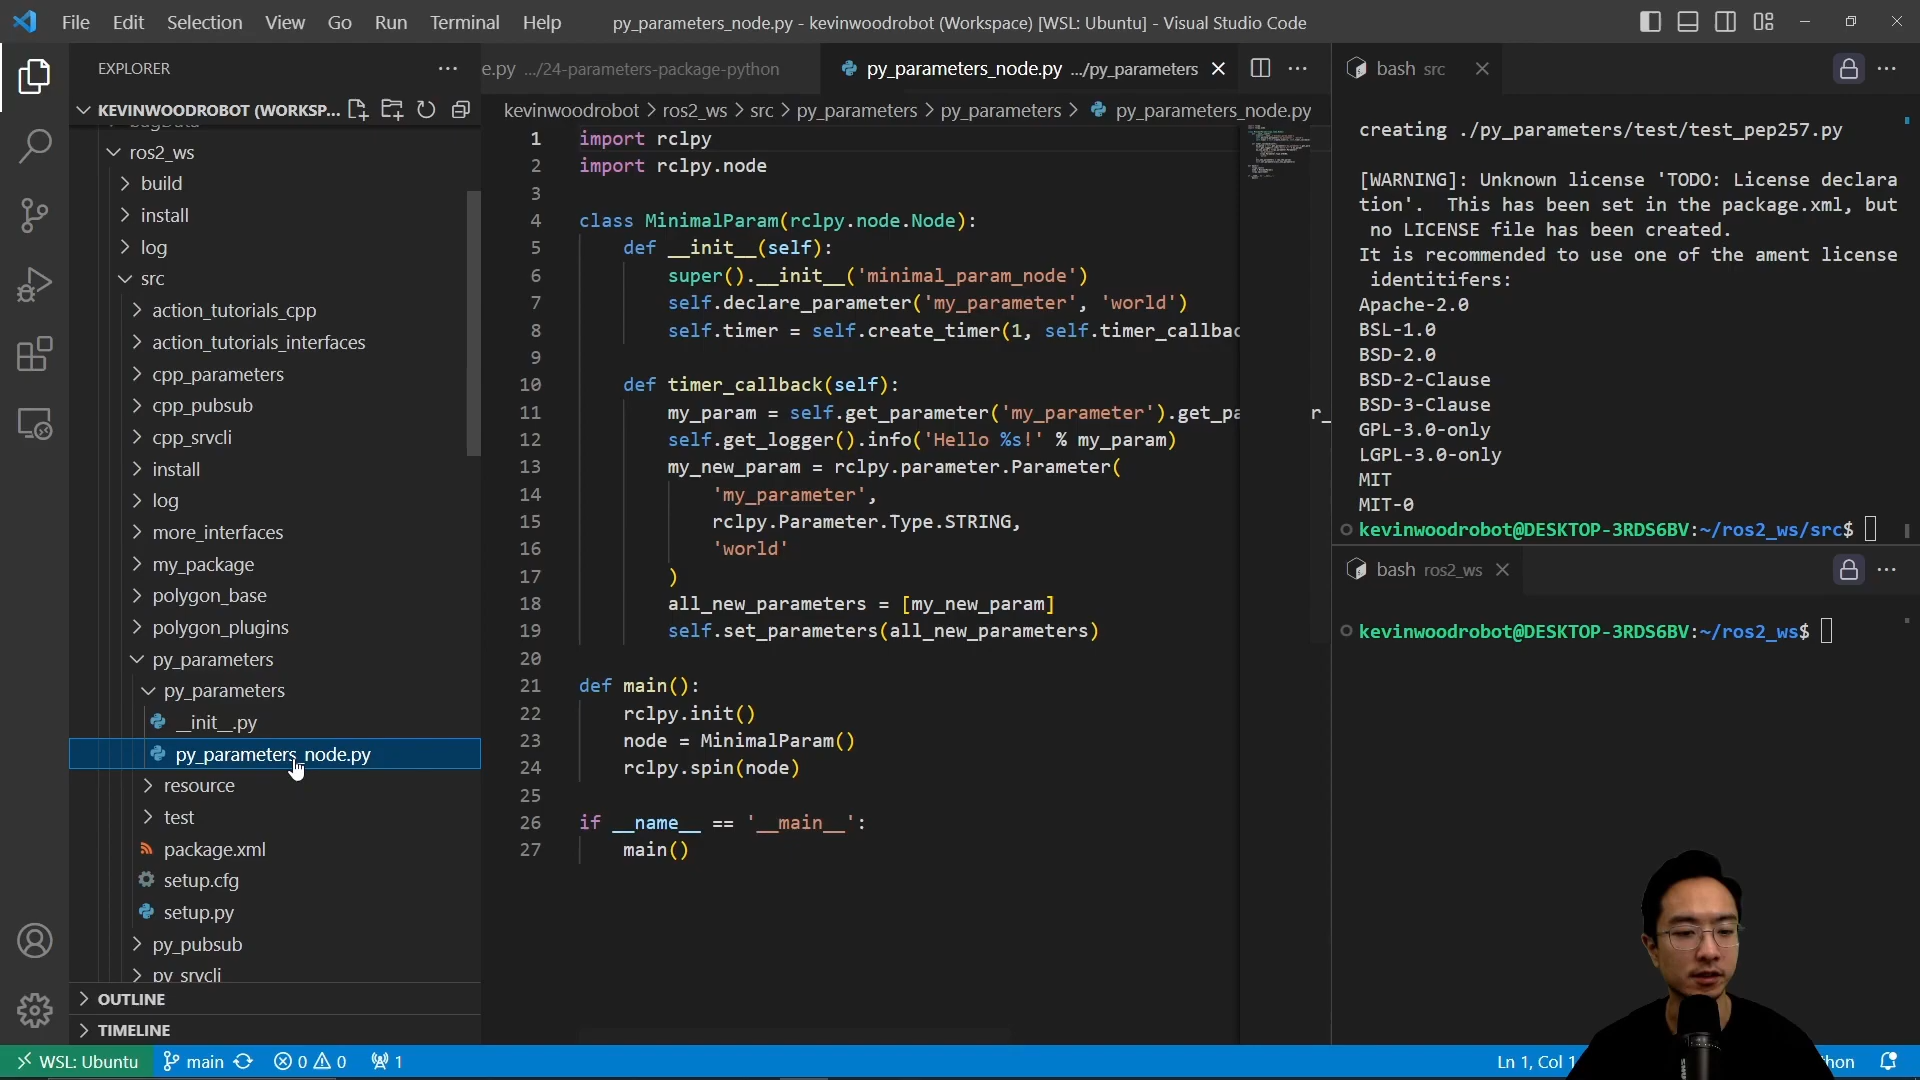 File Edit Selection View Go Run Terminal Help
py_parameters_node.py - kevinwoodrobot (Workspace) [WSL: Ubuntu] - Visual Studio Code
EXPLORER
KEVINWOODROBOT (WORKSP...
ros2_ws
build
install
log
src
action_tutorials_cpp
action_tutorials_interfaces
cpp_parameters
cpp_pubsub
cpp_srvcli
install
log
more_interfaces
my_package
polygon_base
polygon_plugins
py_parameters
py_parameters
__init__.py
py_parameters_node.py
resource
test
package.xml
setup.cfg
setup.py
py_pubsub
py_srvcli
OUTLINE
TIMELINE
e.py .../24-parameters-package-python
py_parameters_node.py .../py_parameters
kevinwoodrobot > ros2_ws > src > py_parameters > py_parameters > py_parameters_node.py
1 import rclpy
2 import rclpy.node
3
4 class MinimalParam(rclpy.node.Node):
5 def __init__(self):
6 super().__init__('minimal_param_node')
7 self.declare_parameter('my_parameter', 'world')
8 self.timer = self.create_timer(1, self.timer_callbac
9
10 def timer_callback(self):
11 my_param = self.get_parameter('my_parameter').get_pa r_
12 self.get_logger().info('Hello %s!' % my_param)
13 my_new_param = rclpy.parameter.Parameter(
14 'my_parameter',
15 rclpy.Parameter.Type.STRING,
16 'world'
17 )
18 all_new_parameters = [my_new_param]
19 self.set_parameters(all_new_parameters)
20
21 def main():
22 rclpy.init()
23 node = MinimalParam()
24 rclpy.spin(node)
25
26 if __name__ == '__main__':
27 main()
bash src
creating ./py_parameters/test/test_pep257.py
[WARNING]: Unknown license 'TODO: License declara
tion'.  This has been set in the package.xml, but
no LICENSE file has been created.
It is recommended to use one of the ament license
identitifers:
Apache-2.0
BSL-1.0
BSD-2.0
BSD-2-Clause
BSD-3-Clause
GPL-3.0-only
LGPL-3.0-only
MIT
MIT-0
kevinwoodrobot@DESKTOP-3RDS6BV:~/ros2_ws/src$
bash ros2_ws
kevinwoodrobot@DESKTOP-3RDS6BV:~/ros2_ws$
WSL: Ubuntu main 0 0 1
Ln 1, Col 1 hon